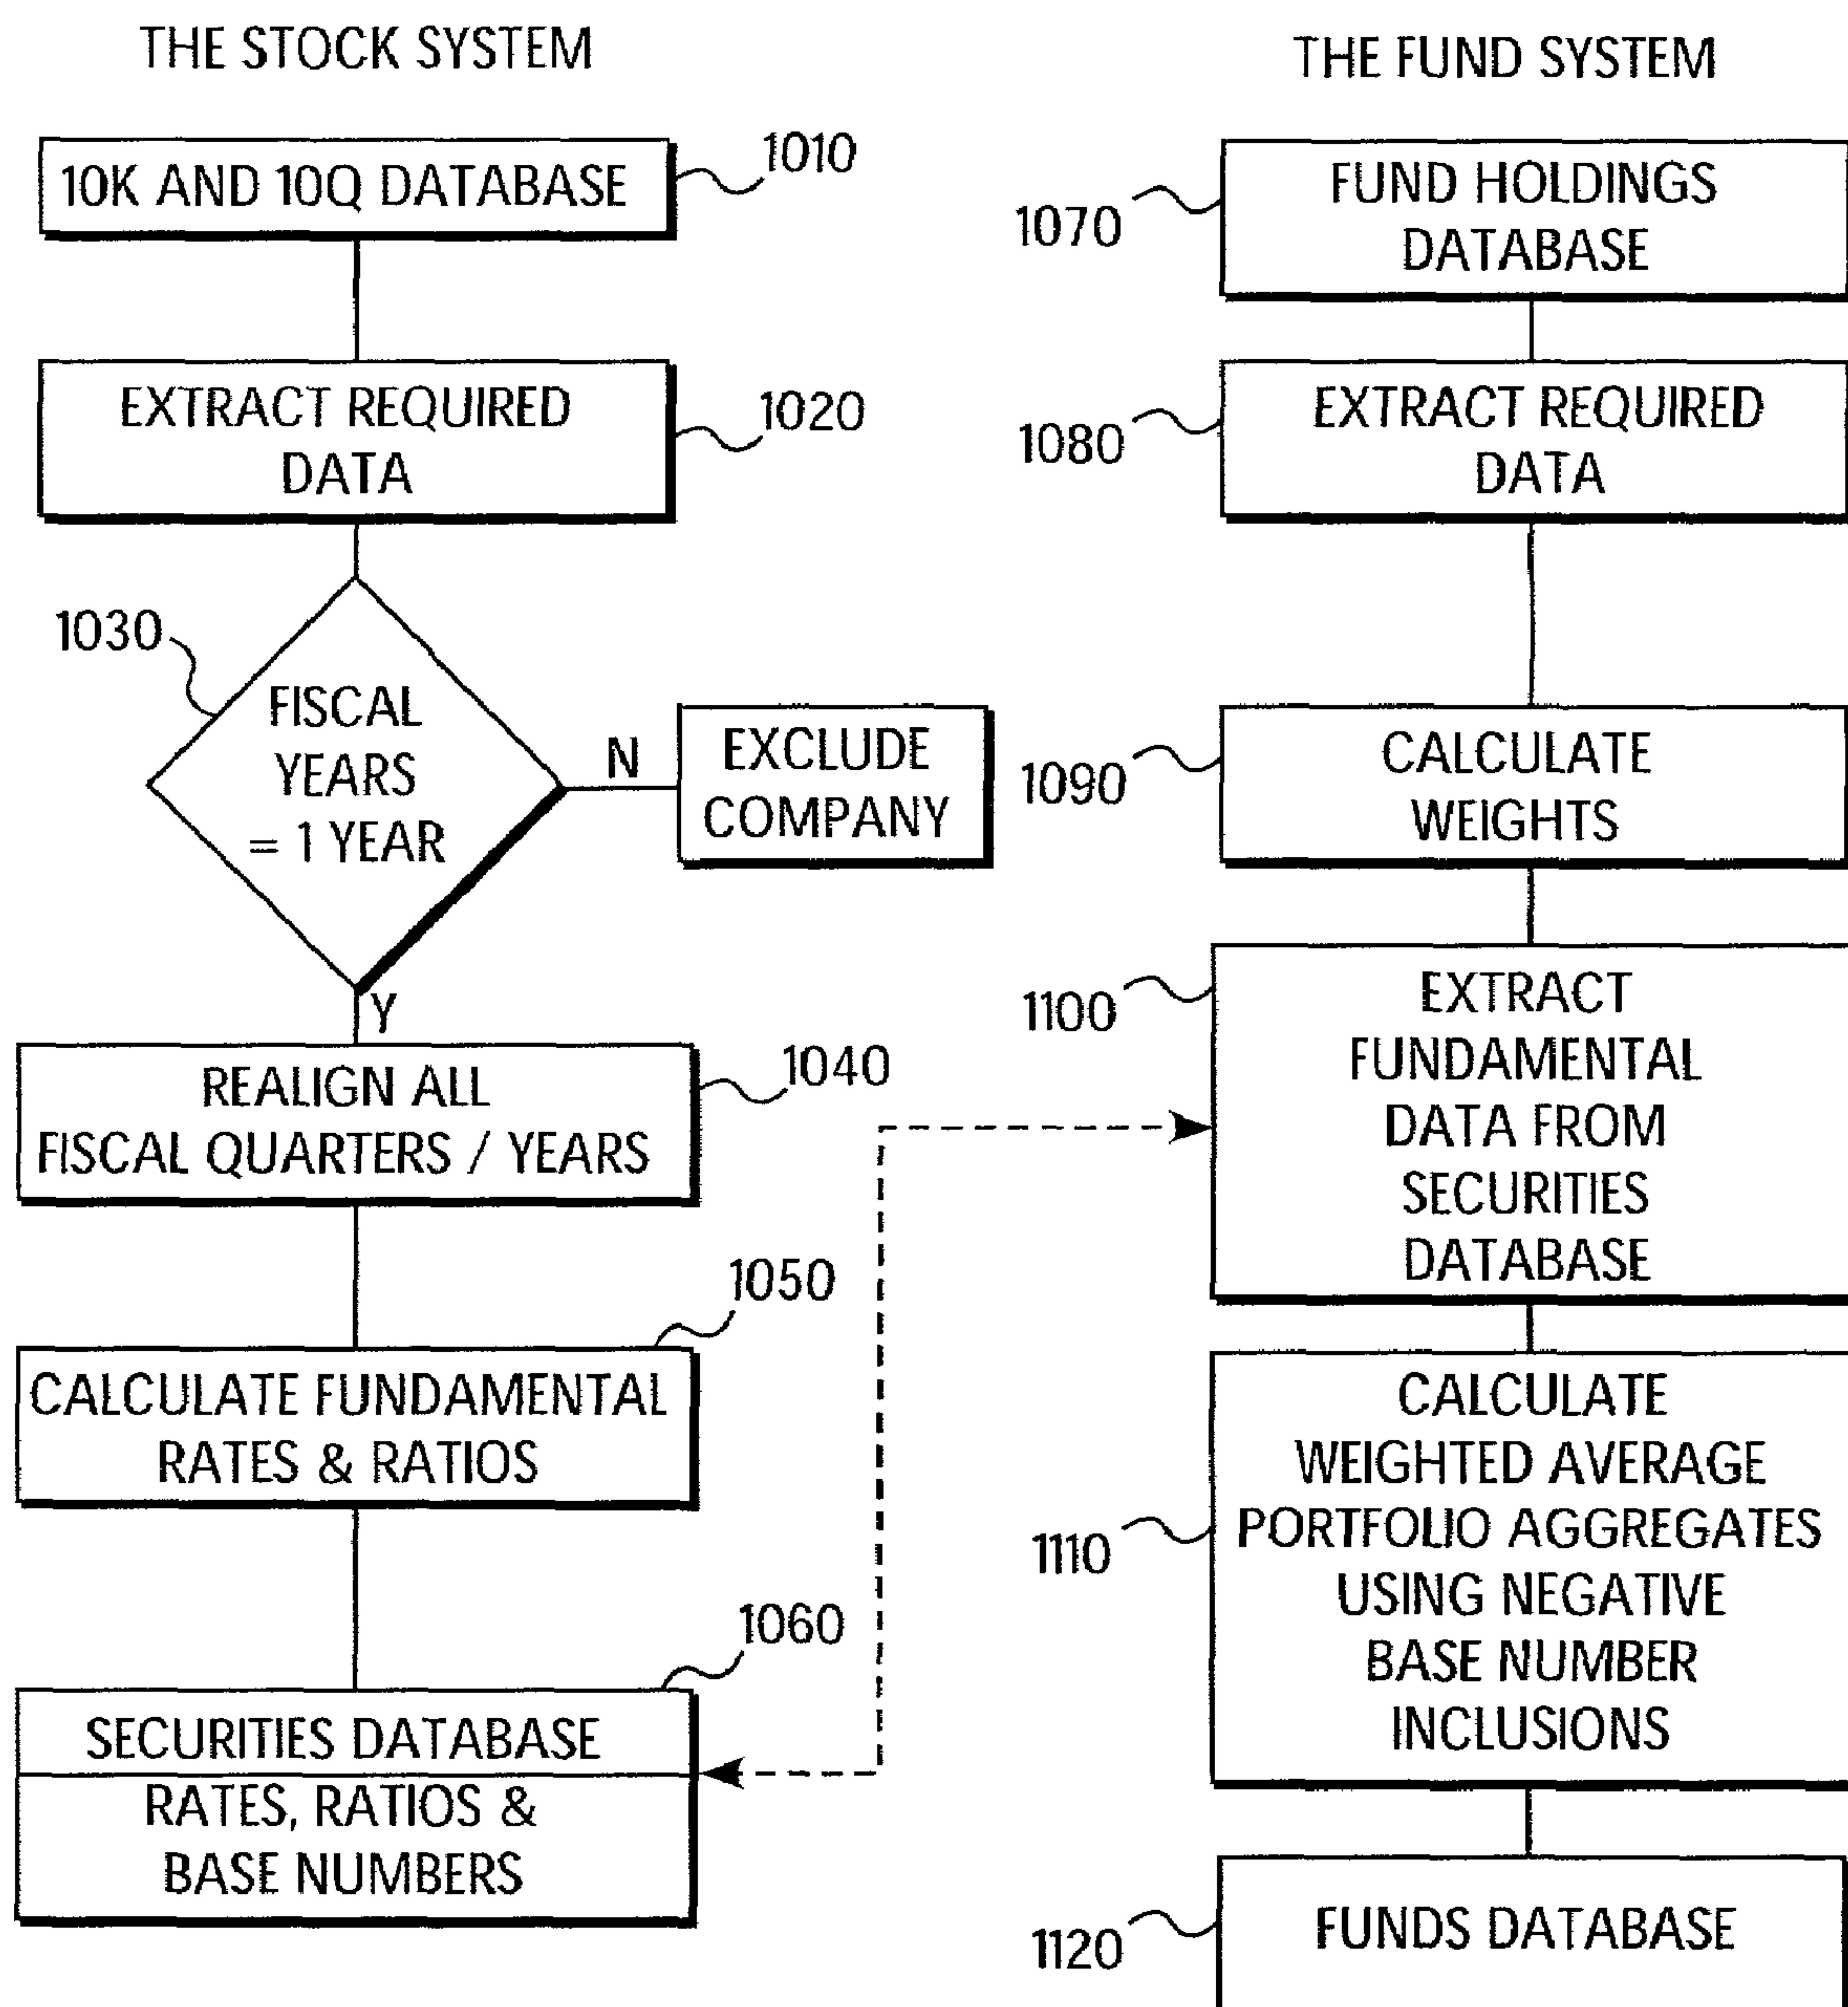 THE STOCK SYSTEM
10K AND 10Q DATABASE
1010
EXTRACT REQUIRED
DATA
1020
1030
FISCAL
YEARS
= 1 YEAR
N
EXCLUDE
COMPANY
Y
REALIGN ALL
FISCAL QUARTERS / YEARS
1040
1050
CALCULATE FUNDAMENTAL
RATES & RATIOS
1060
SECURITIES DATABASE
RATES, RATIOS &
BASE NUMBERS
THE FUND SYSTEM
1070
FUND HOLDINGS
DATABASE
1080
EXTRACT REQUIRED
DATA
1090
CALCULATE
WEIGHTS
1100
EXTRACT
FUNDAMENTAL
DATA FROM
SECURITIES
DATABASE
1110
CALCULATE
WEIGHTED AVERAGE
PORTFOLIO AGGREGATES
USING NEGATIVE
BASE NUMBER
INCLUSIONS
1120
FUNDS DATABASE